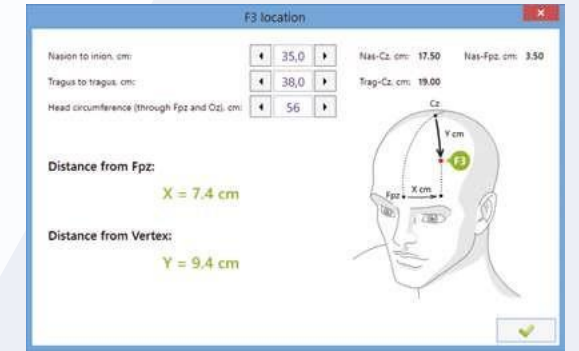 F3 location
Nasion to inion, cm: 35,0 Nas-Cz, cm: 17.50 Nas-Fpz, cm: 3.50
Tragus to tragus, cm: 38,0 Trag-Cz, cm: 19.00
Head circumference (through Fpz and Oz), cm: 56
Cz
Y cm
F3
Distance from Fpz:
X = 7.4 cm
Fpz X cm
Distance from Vertex:
Y = 9.4 cm